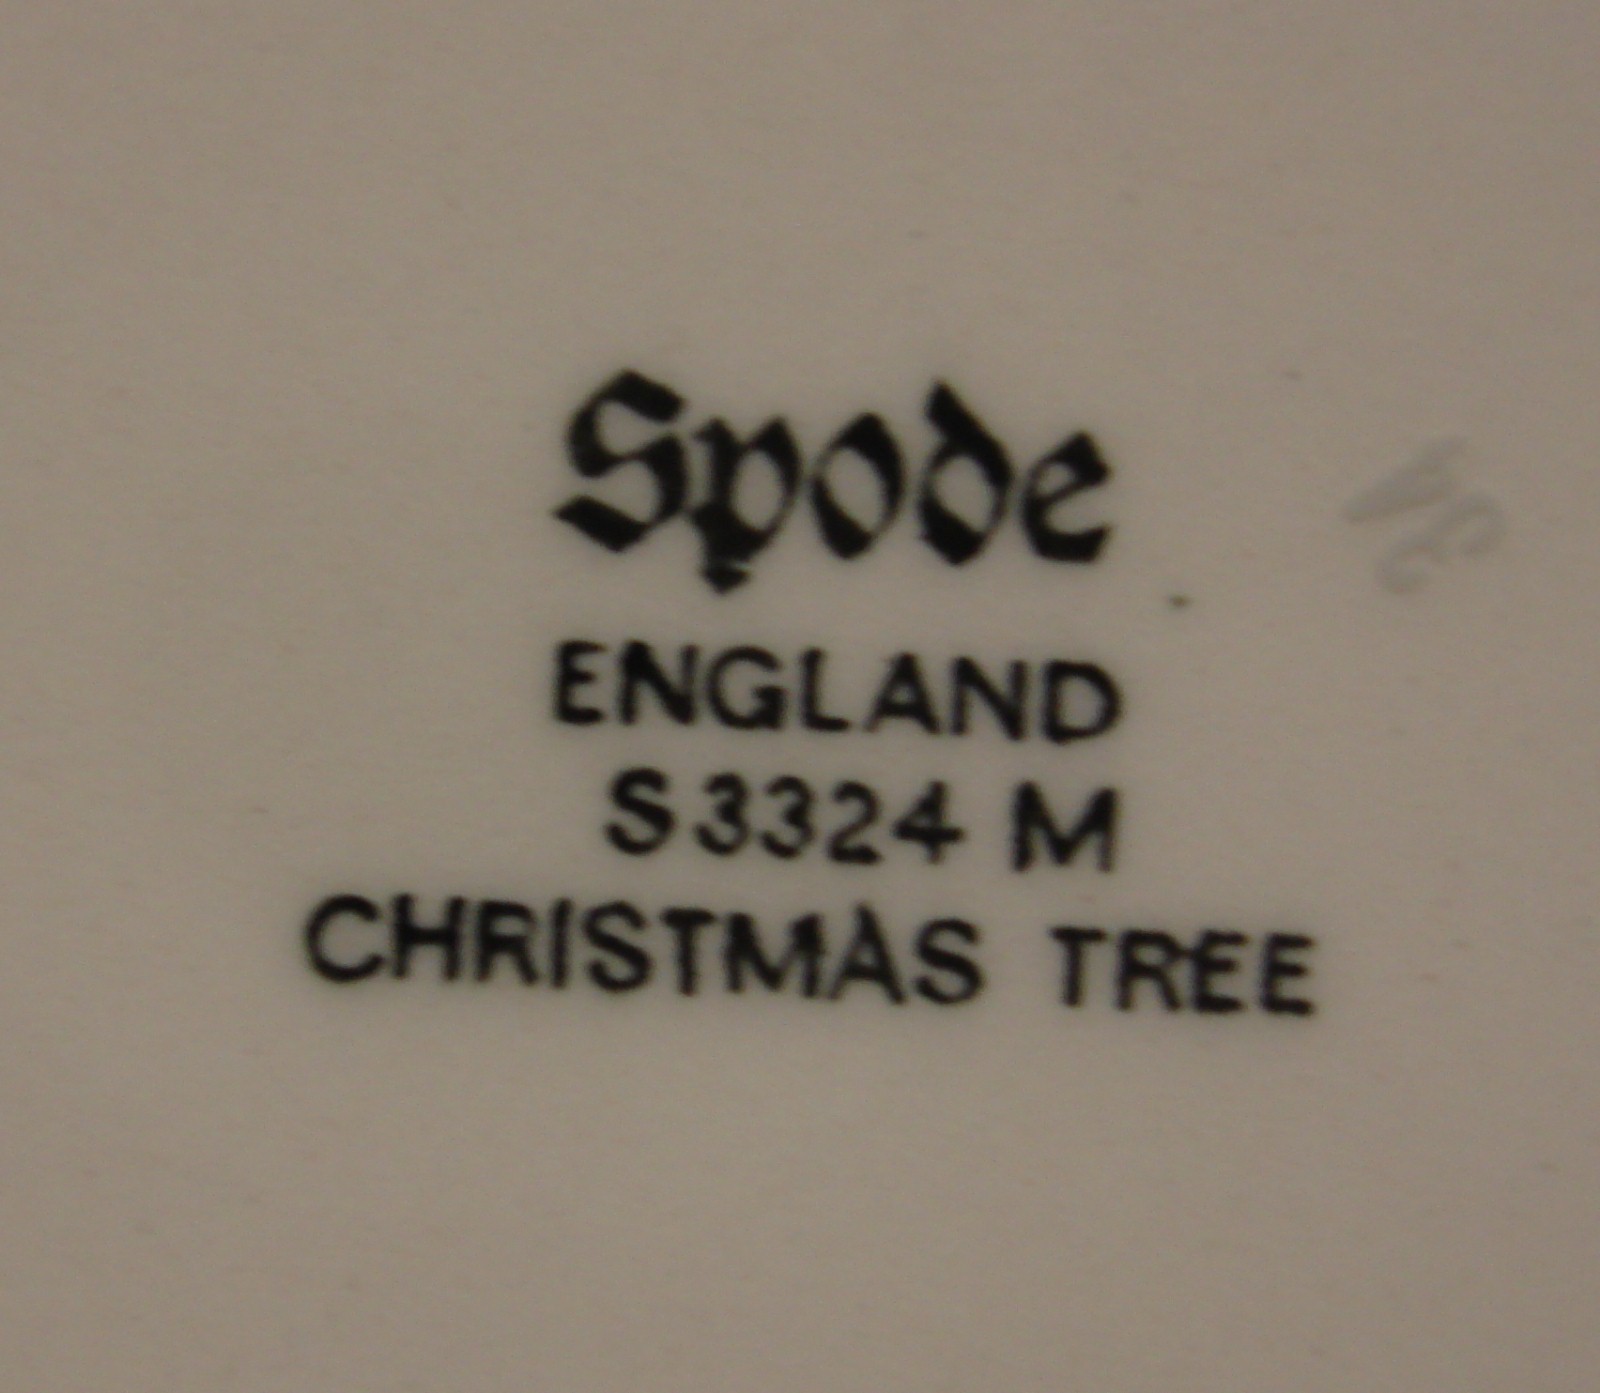 Spode
ENGLAND
S3324 M
CHRISTMAS TREE